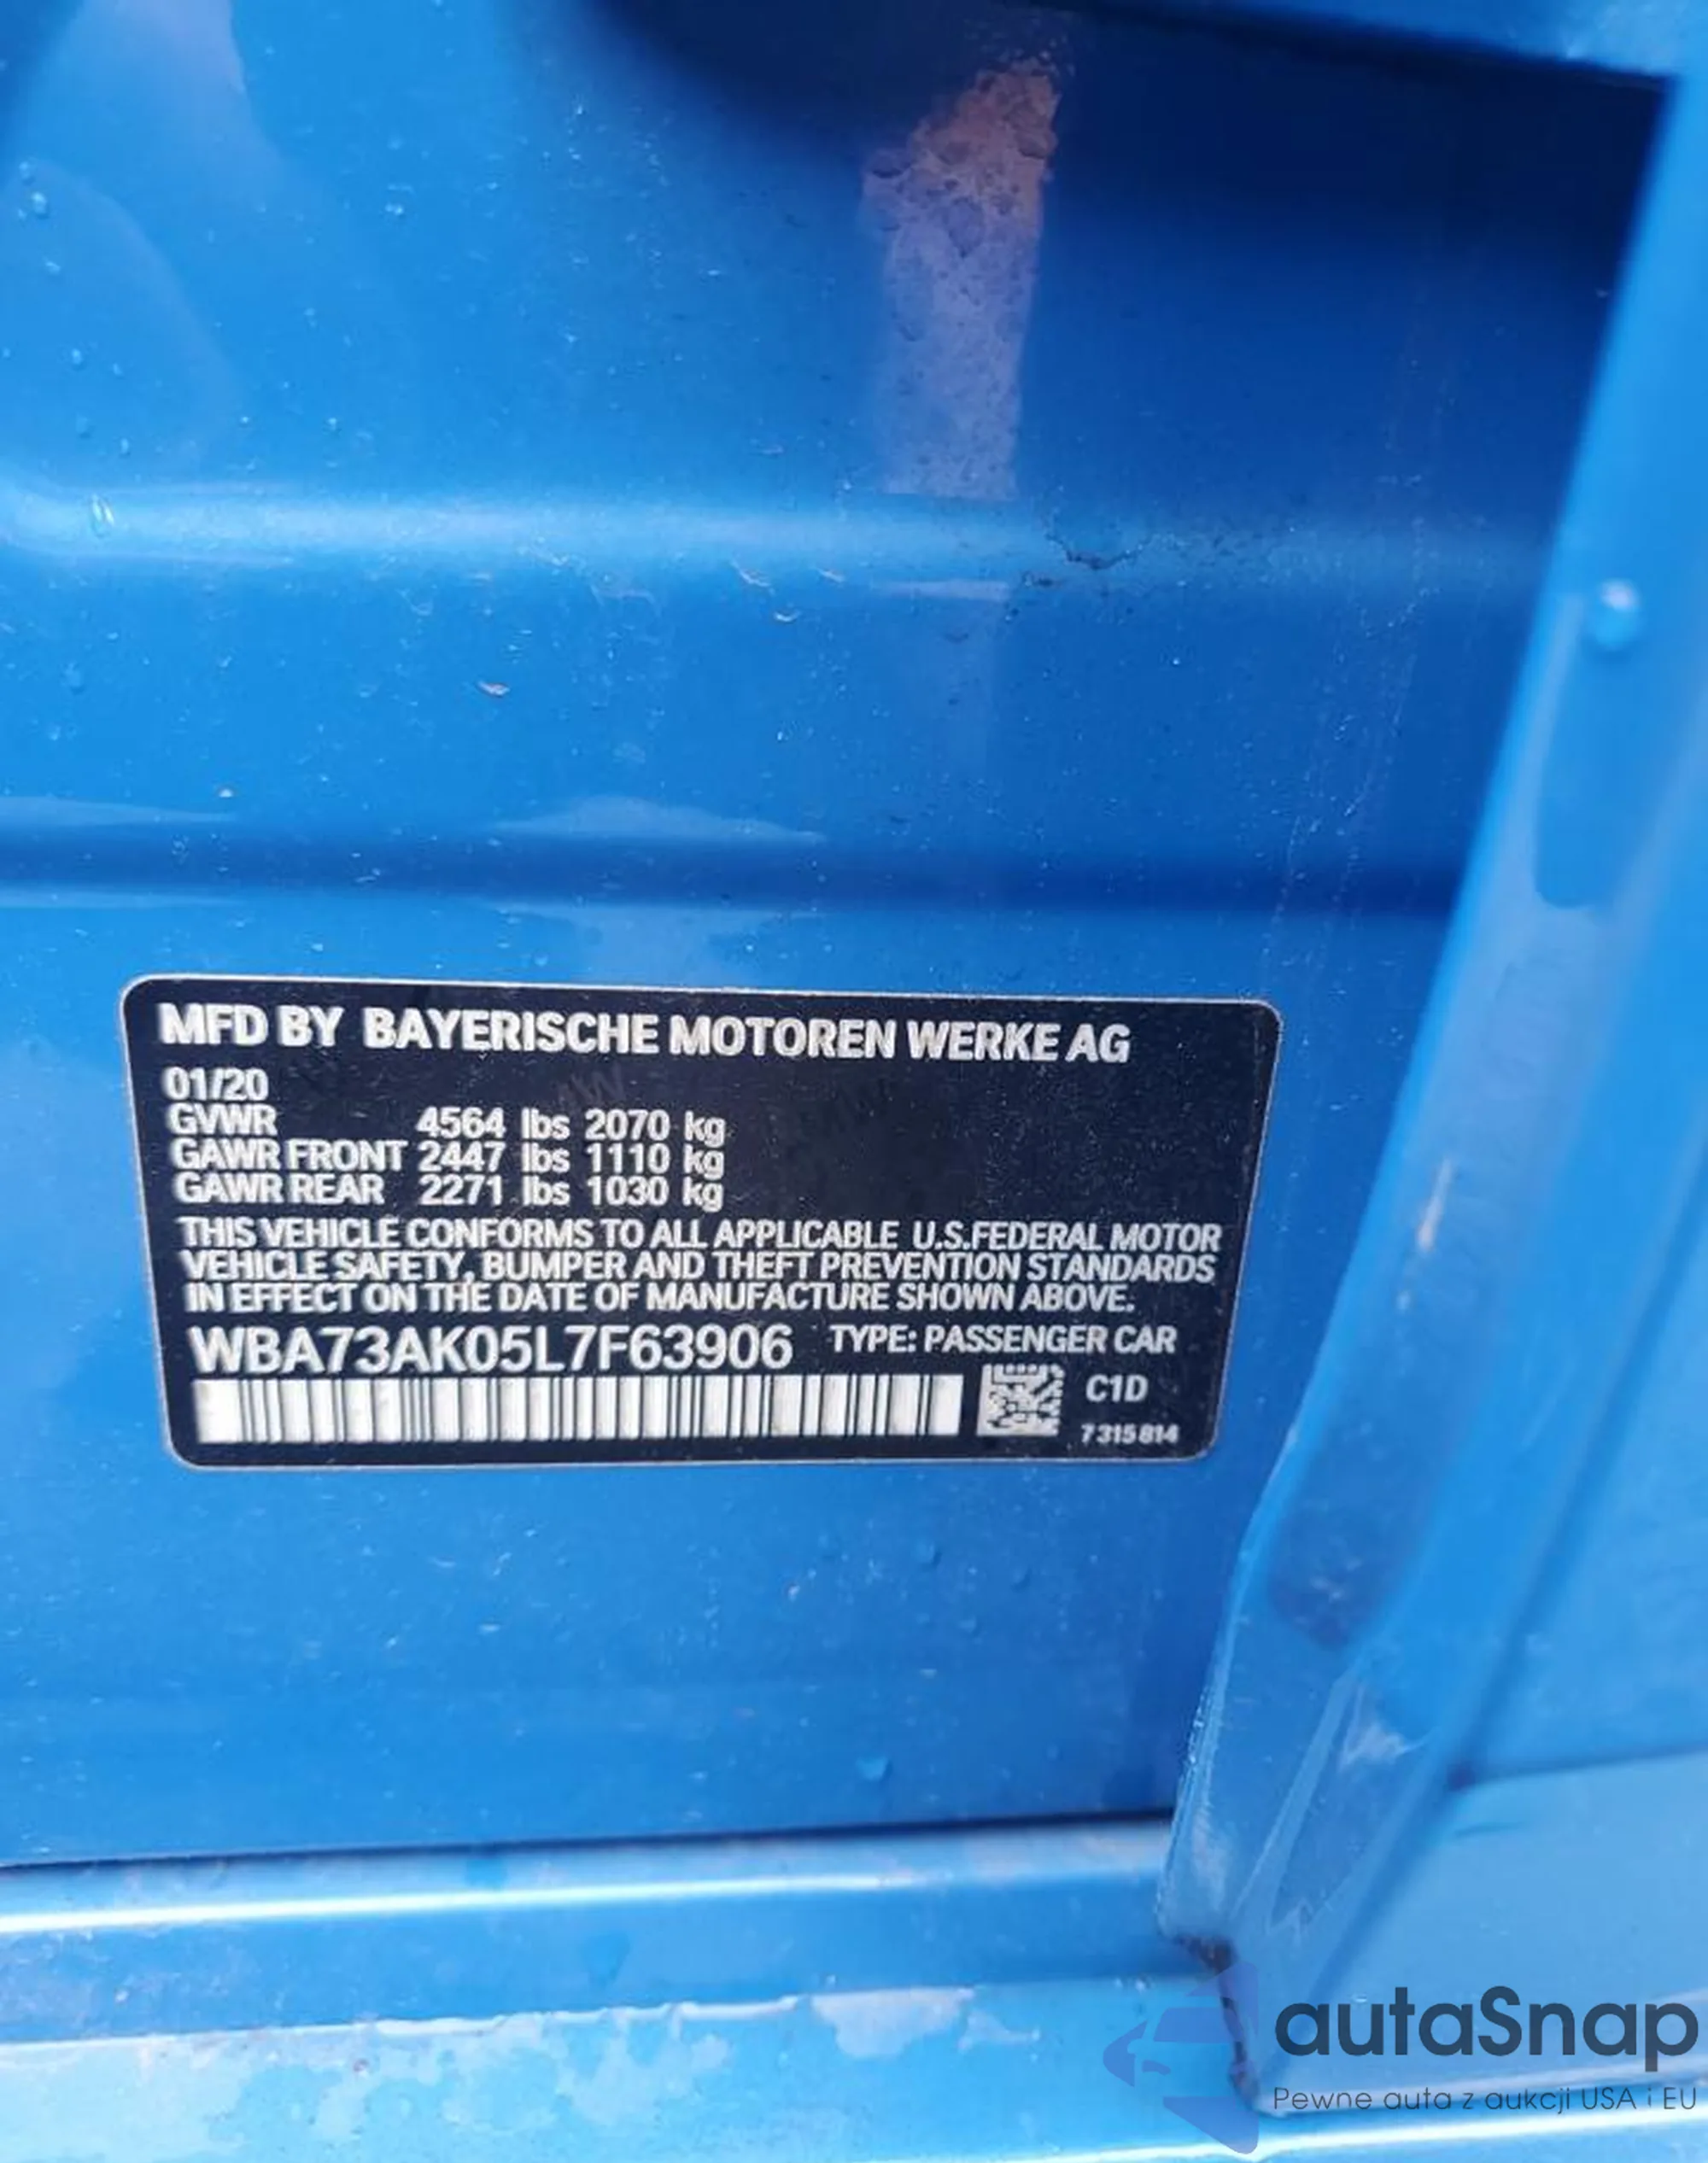 MFD BY BAYERISCHE MOTOREN WERKE AG
01/20
GVWR 4564 lbs 2070 kg
GAWR FRONT 2447 lbs 1110 kg
GAWR REAR 2271 lbs 1030 kg
THIS VEHICLE CONFORMS TO ALL APPLICABLE U.S.FEDERAL MOTOR
VEHICLE SAFETY, BUMPER AND THEFT PREVENTION STANDARDS
IN EFFECT ON THE DATE OF MANUFACTURE SHOWN ABOVE.
WBA73AK05L7F63906 TYPE: PASSENGER CAR
C1D
7315814
autaSnap
Pewne auta z aukcji USA i EU